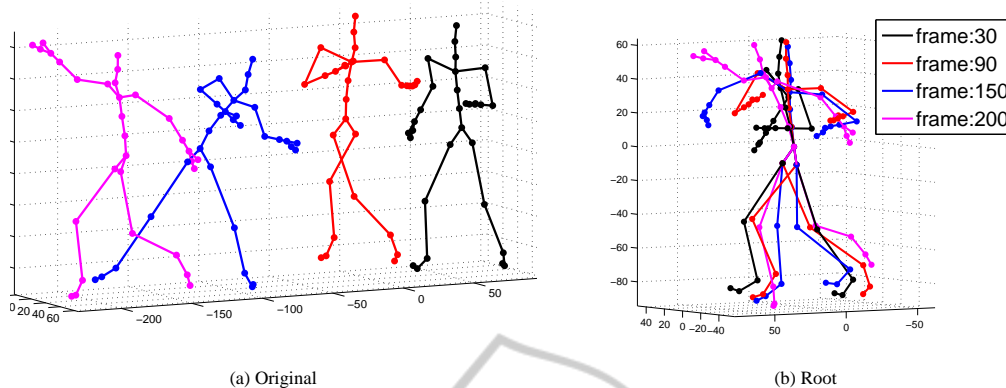 0 20 40 60
−200 −150 −100 −50 0 50
(a) Original
60
40
20
0
−20
−40
−60
−80
40 20 0 −20 −40 50 0 −50
(b) Root
frame:30
frame:90
frame:150
frame:200